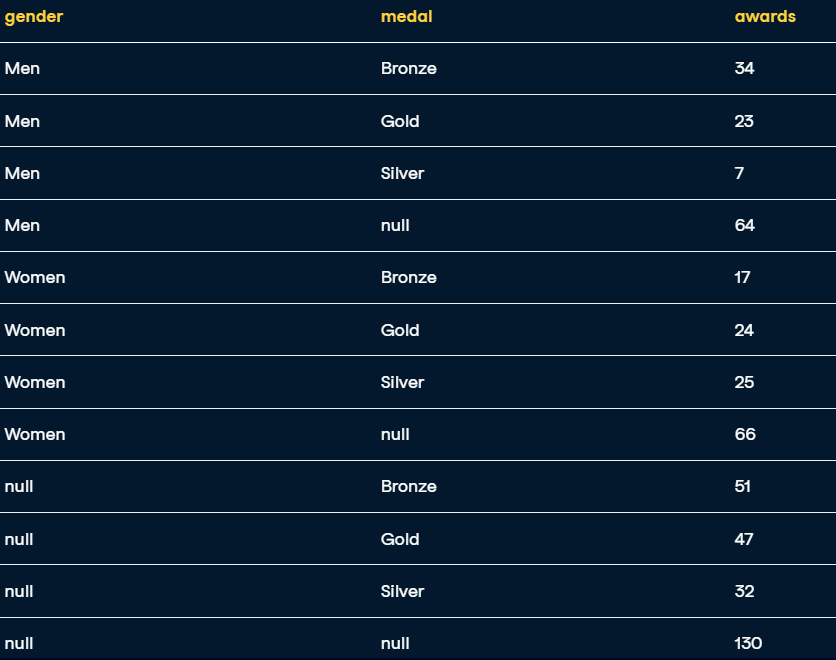 gender medal awards
Men Bronze 34
Men Gold 23
Men Silver 7
Men null 64
Women Bronze 17
Women Gold 24
Women Silver 25
Women null 66
null Bronze 51
null Gold 47
null Silver 32
null null 130